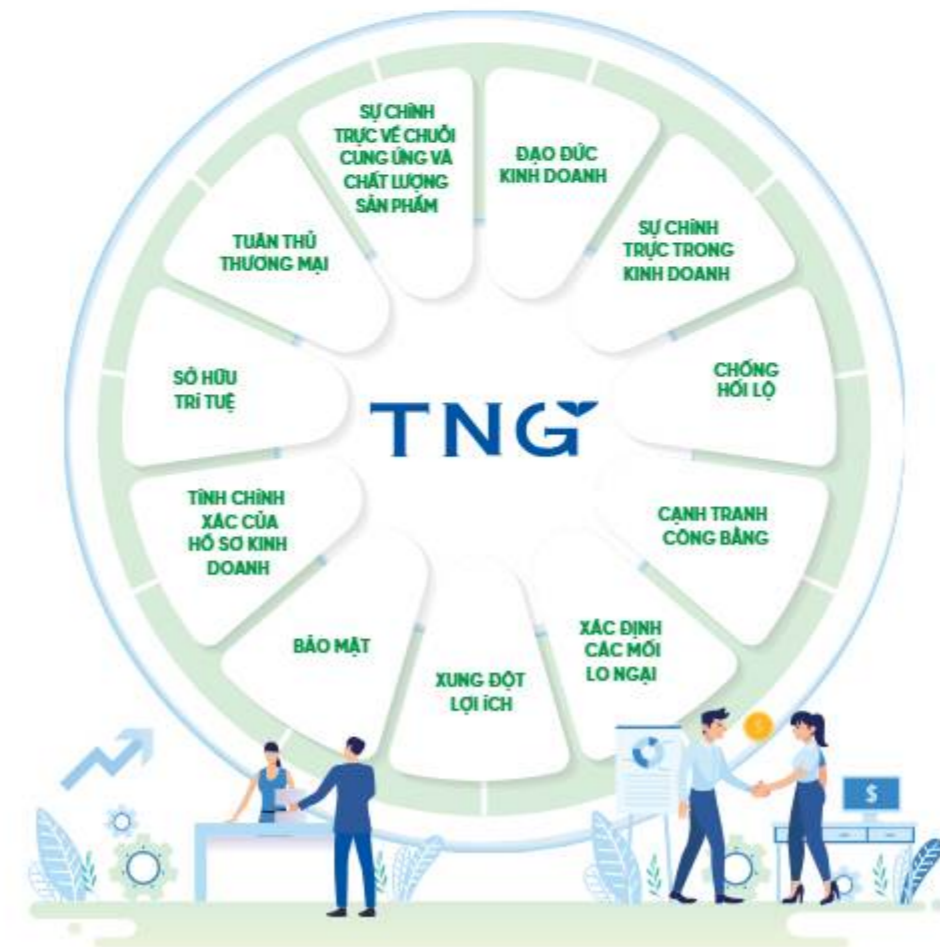 SỰ CHÍNH
TRỰC VỀ CHUỖI
CUNG ỨNG VÀ
CHẤT LƯỢNG
SẢN PHẨM
ĐẠO ĐỨC
KINH DOANH
SỰ CHÍNH
TRỰC TRONG
KINH DOANH
CHỐNG
HỐI LỘ
CẠNH TRANH
CÔNG BẰNG
XÁC ĐỊNH
CÁC MỐI
LO NGẠI
XUNG ĐỘT
LỢI ÍCH
BẢO MẬT
TÍNH CHÍNH
XÁC CỦA
HỒ SƠ KINH
DOANH
SỞ HỮU
TRÍ TUỆ
TUÂN THỦ
THƯƠNG MẠI
TNG
$
$